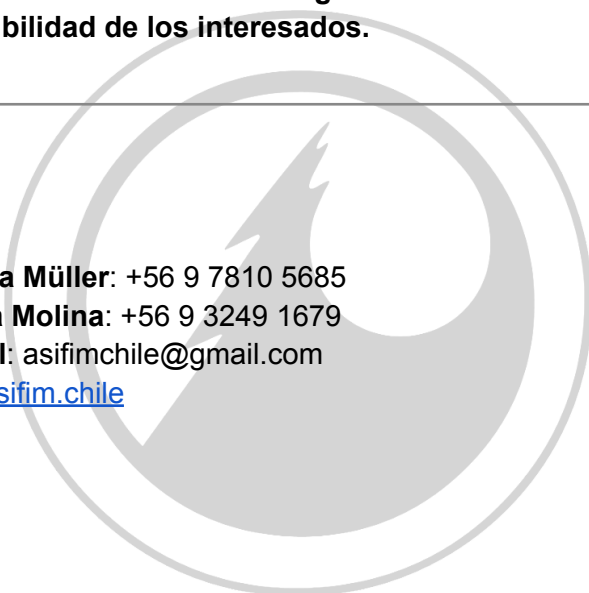 bilidad de los interesados.
a Müller: +56 9 7810 5685
a Molina: +56 9 3249 1679
l: asifimchile@gmail.com
sifim.chile